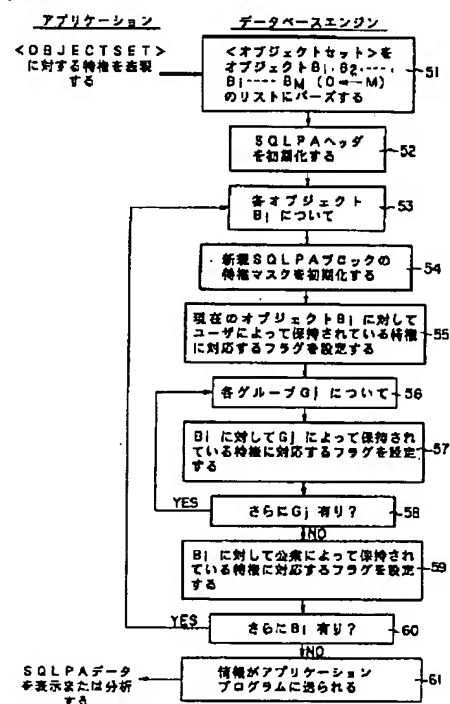 アプリケーション
データベースエンジン
<OBJECTSET>
に対する特権を表現
する
<オブジェクトセット>を
オブジェクトB1,B2,----,
Bi----BM (0←M)
のリストにパーズする
51
SQLPAヘッダ
を初期化する
52
各オブジェクト
Biについて
53
新規SQLPAブロックの
特権マスクを初期化する
54
現在のオブジェクトBiに対して
ユーザによって保持されている特権
に対応するフラグを設定する
55
各グループGjについて
56
Biに対してGjによって保持され
ている特権に対応するフラグを設定
する
57
YES
さらにGj有り?
58
NO
Biに対して公衆によって保持され
ている特権に対応するフラグを設定
する
59
YES
さらにBi有り?
60
NO
SQLPAデータ
を表示または分析
する
情報がアプリケーション
プログラムに送られる
61